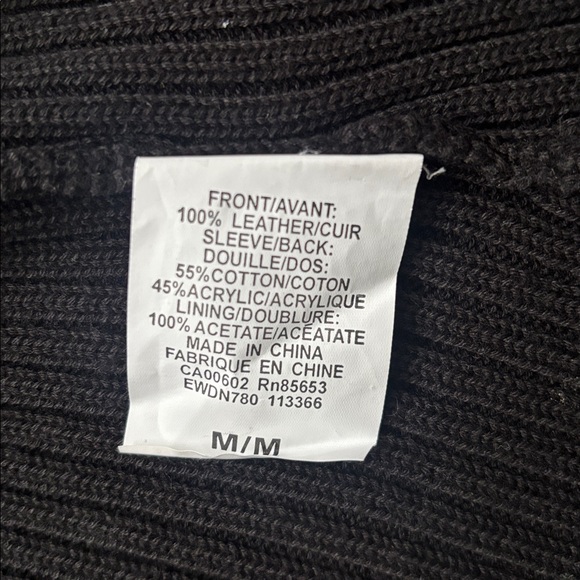 FRONT/AVANT:
100% LEATHER/CUIR
SLEEVE/BACK:
DOUILLE/DOS:
55%COTTON/COTON
45%ACRYLIC/ACRYLIQUE
LINING/DOUBLURE:
100% ACETATE/ACÉATATE
MADE IN CHINA
FABRIQUE EN CHINE
CA00602 Rn85653
EWDN780 113366
M/M